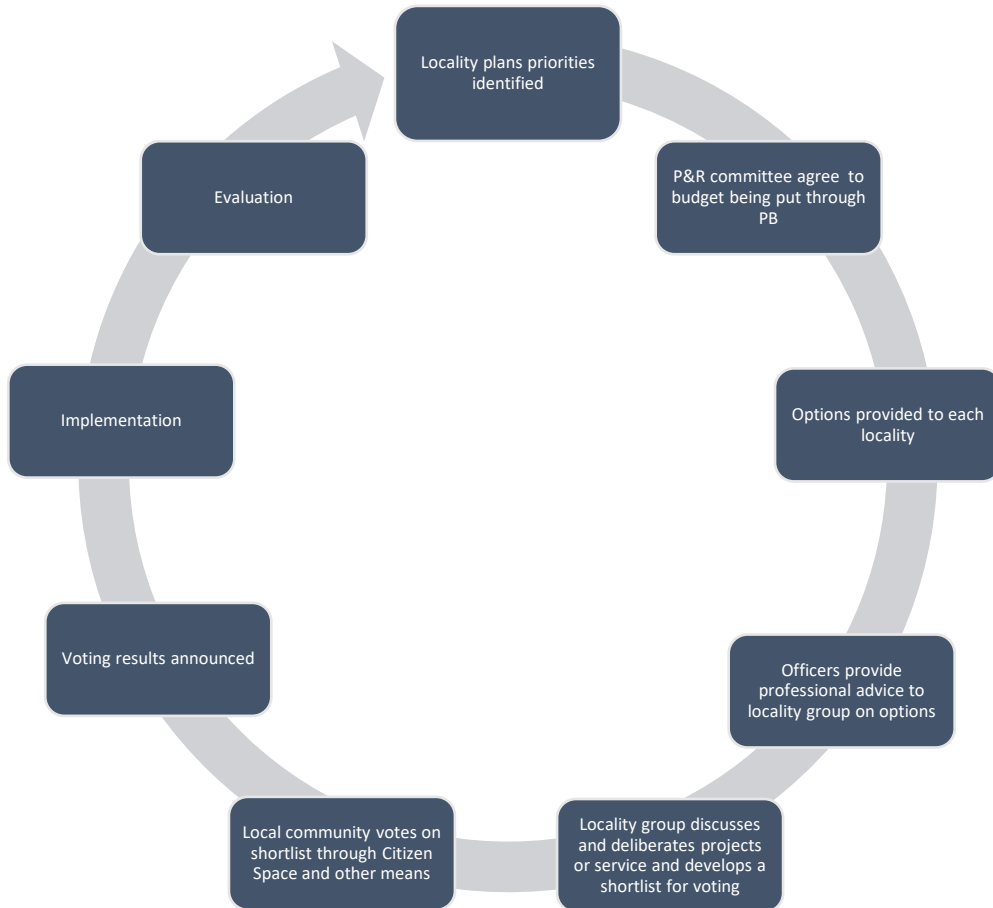 Locality plans priorities
identified
P&R committee agree to
budget being put through
PB
Options provided to each
locality
Officers provide
professional advice to
locality group on options
Locality group discusses
and deliberates projects
or service and develops a
shortlist for voting
Local community votes on
shortlist through Citizen
Space and other means
Voting results announced
Implementation
Evaluation